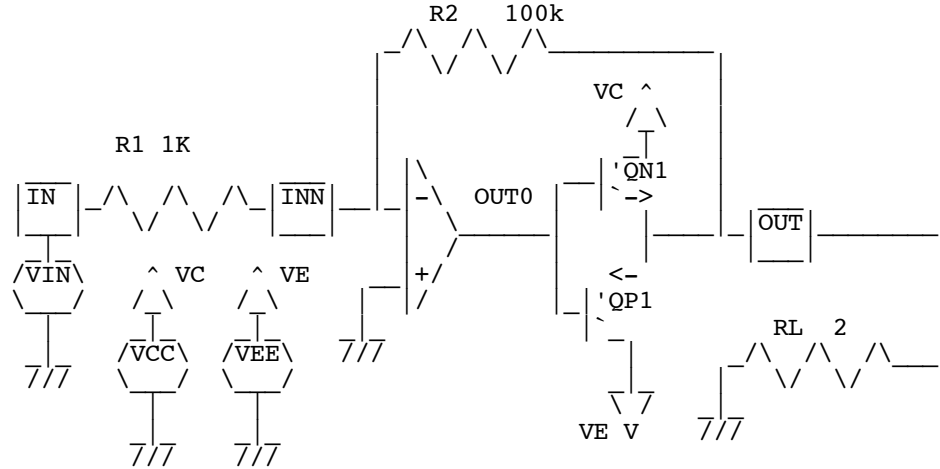 R2 100k
VC
R1 1K
IN INN OUT0 'QN1 OUT
- ->
VIN VC VE + <-
'QP1
RL 2
VCC VEE
VE V